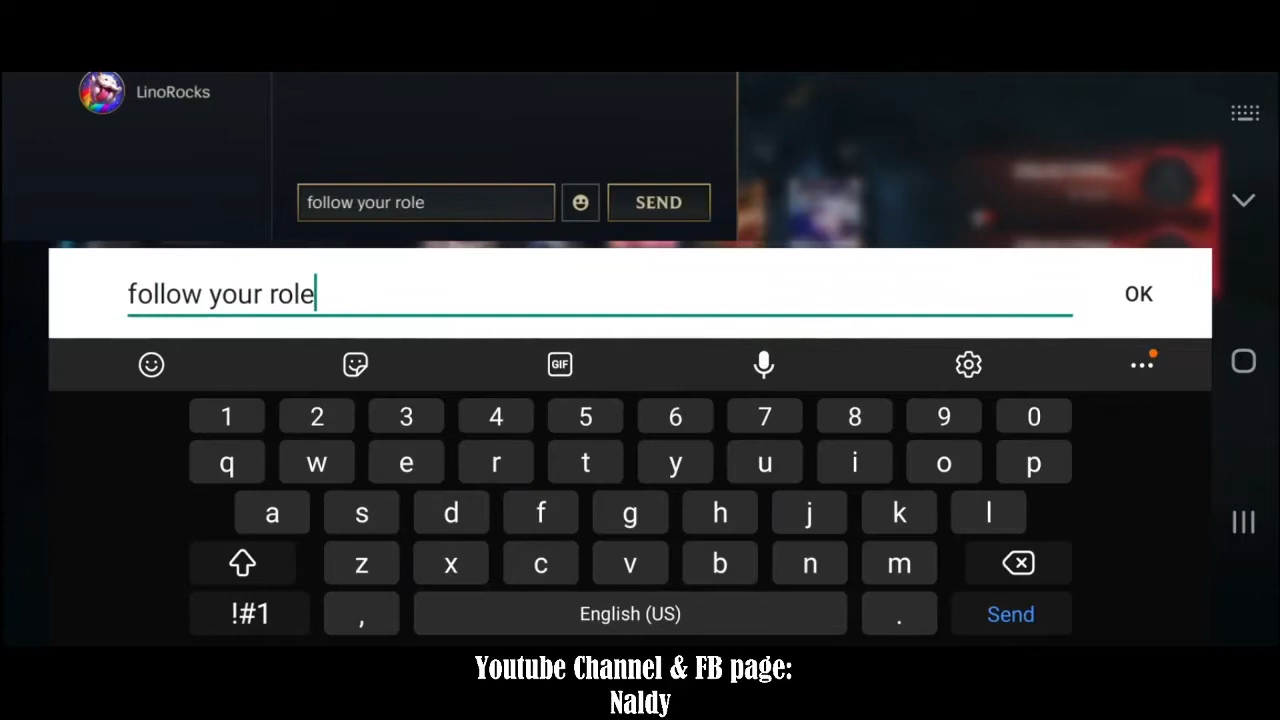 LinoRocks
follow your role
SEND
follow your role
OK
GIF
1 2 3 4 5 6 7 8 9 0
q w e r t y u i o p
a s d f g h j k l
z x c v b n m
!#1 , English (US) . Send
Youtube Channel & FB page:
Naldy